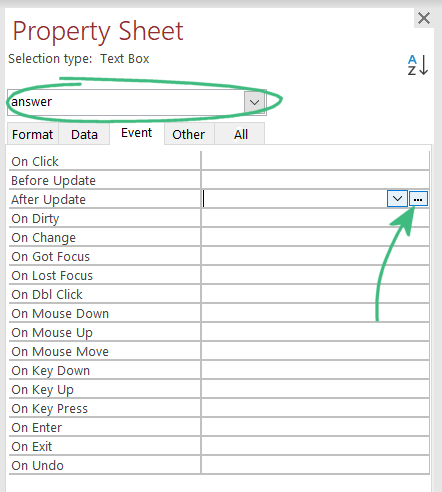 Property Sheet
Selection type: Text Box
A
Z
answer
Format Data Event Other All
On Click
Before Update
After Update
On Dirty
On Change
On Got Focus
On Lost Focus
On Dbl Click
On Mouse Down
On Mouse Up
On Mouse Move
On Key Down
On Key Up
On Key Press
On Enter
On Exit
On Undo